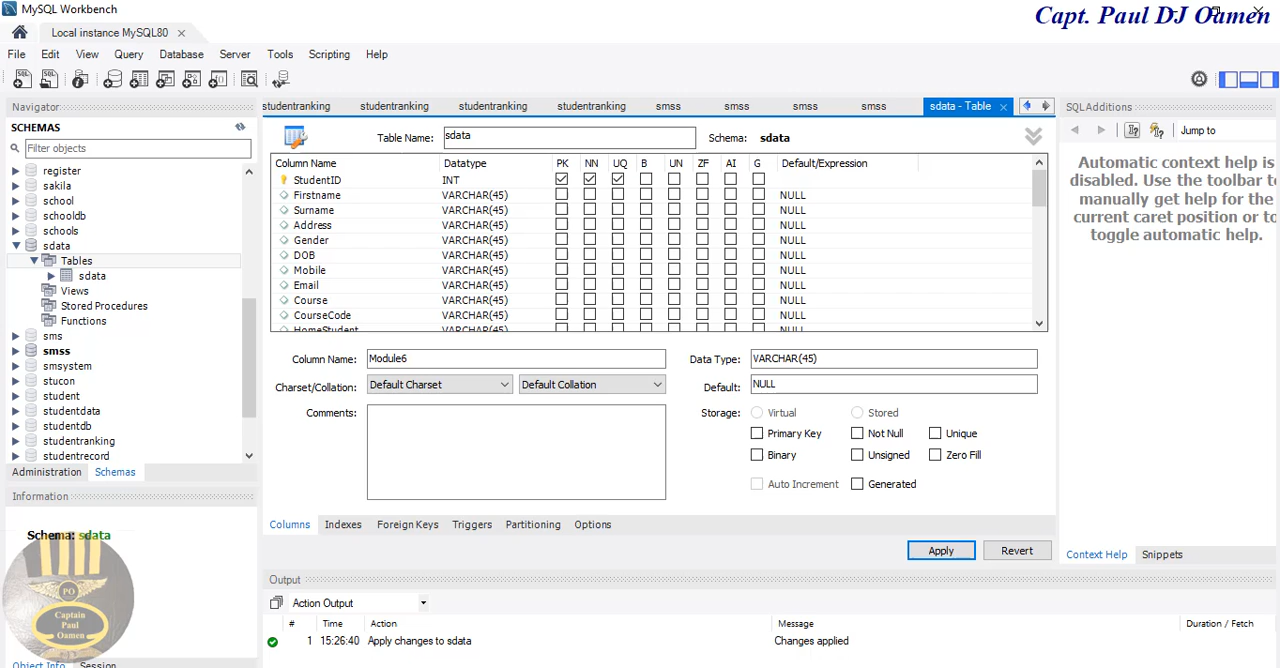 MySQL Workbench
Capt. Paul DJ Oamen
Local instance MySQL80
File Edit View Query Database Server Tools Scripting Help
Navigator
SCHEMAS
Filter objects
register
sakila
school
schooldb
schools
sdata
Tables
sdata
Views
Stored Procedures
Functions
sms
smss
smsystem
stucon
student
studentdata
studentdb
studentranking
studentrecord
Administration Schemas
Information
Schema: sdata
PO
Captain
Paul
Oamen
Object Info Session
studentranking studentranking studentranking studentranking smss smss smss smss sdata - Table
Table Name: sdata Schema: sdata
Column Name Datatype PK NN UQ B UN ZF AI G Default/Expression
StudentID INT
Firstname VARCHAR(45) NULL
Surname VARCHAR(45) NULL
Address VARCHAR(45) NULL
Gender VARCHAR(45) NULL
DOB VARCHAR(45) NULL
Mobile VARCHAR(45) NULL
Email VARCHAR(45) NULL
Course VARCHAR(45) NULL
CourseCode VARCHAR(45) NULL
HomeStudent VARCHAR(45) NULL
Column Name: Module6 Data Type: VARCHAR(45)
Charset/Collation: Default Charset Default Collation Default: NULL
Comments: Storage: Virtual Stored
Primary Key Not Null Unique
Binary Unsigned Zero Fill
Auto Increment Generated
Columns Indexes Foreign Keys Triggers Partitioning Options
Apply Revert
Output
Action Output
# Time Action Message Duration / Fetch
1 15:26:40 Apply changes to sdata Changes applied
SQLAdditions
Jump to
Automatic context help is
disabled. Use the toolbar to
manually get help for the
current caret position or to
toggle automatic help.
Context Help Snippets